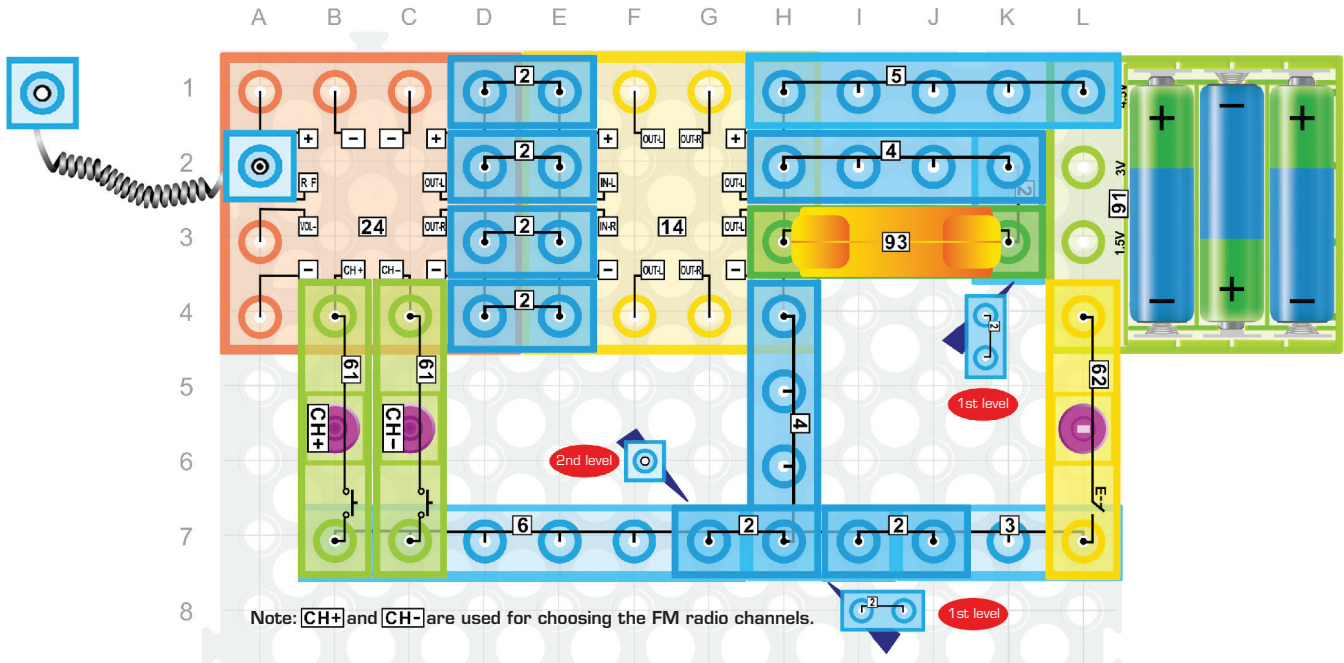 A B C D E F G H I J K L
1 2 5 4.5V + − +
+ − − + + OUT-L OUT-R +
2 2 4 2 3V
R F OUT-L IN-L OUT-L 91
VOL- 24 OUT-R IN-R 14 OUT-L
3 2 93 1.5V
− CH+ CH- − − OUT-L OUT-R −
− + −
4 2 2
61 61 62
1st level
5
CH+ CH- 4
2nd level
6
E-
7 6 2 2 3
2
8 1st level
Note: CH+ and CH- are used for choosing the FM radio channels.